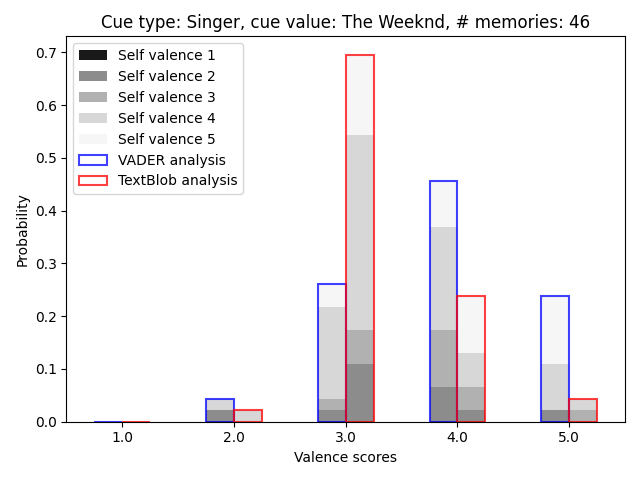 Cue type: Singer, cue value: The Weeknd, # memories: 46
Self valence 1
Self valence 2
Self valence 3
Self valence 4
Self valence 5
VADER analysis
TextBlob analysis
Probability
0.7
0.6
0.5
0.4
0.3
0.2
0.1
0.0
1.0 2.0 3.0 4.0 5.0
Valence scores